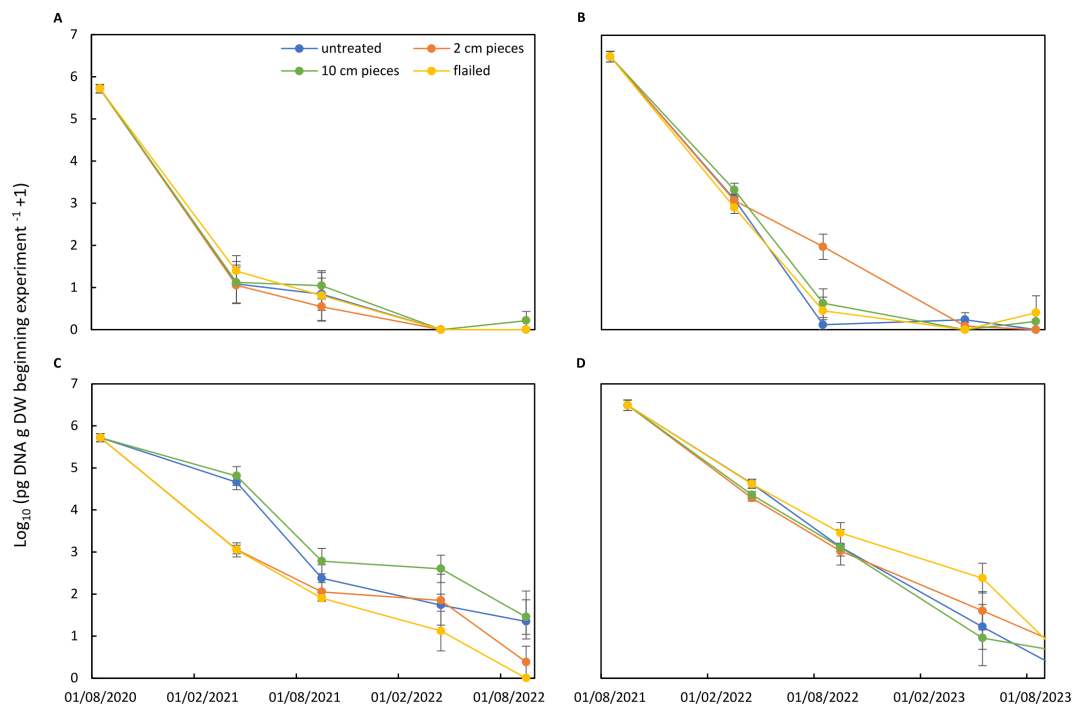 A
B
7
6
5
4
3
2
1
0
untreated
2 cm pieces
10 cm pieces
flailed
C
D
7
6
5
4
3
2
1
0
Log10 (pg DNA g DW beginning experiment -1 +1)
01/08/2020
01/02/2021
01/08/2021
01/02/2022
01/08/2022
01/08/2021
01/02/2022
01/08/2022
01/02/2023
01/08/2023